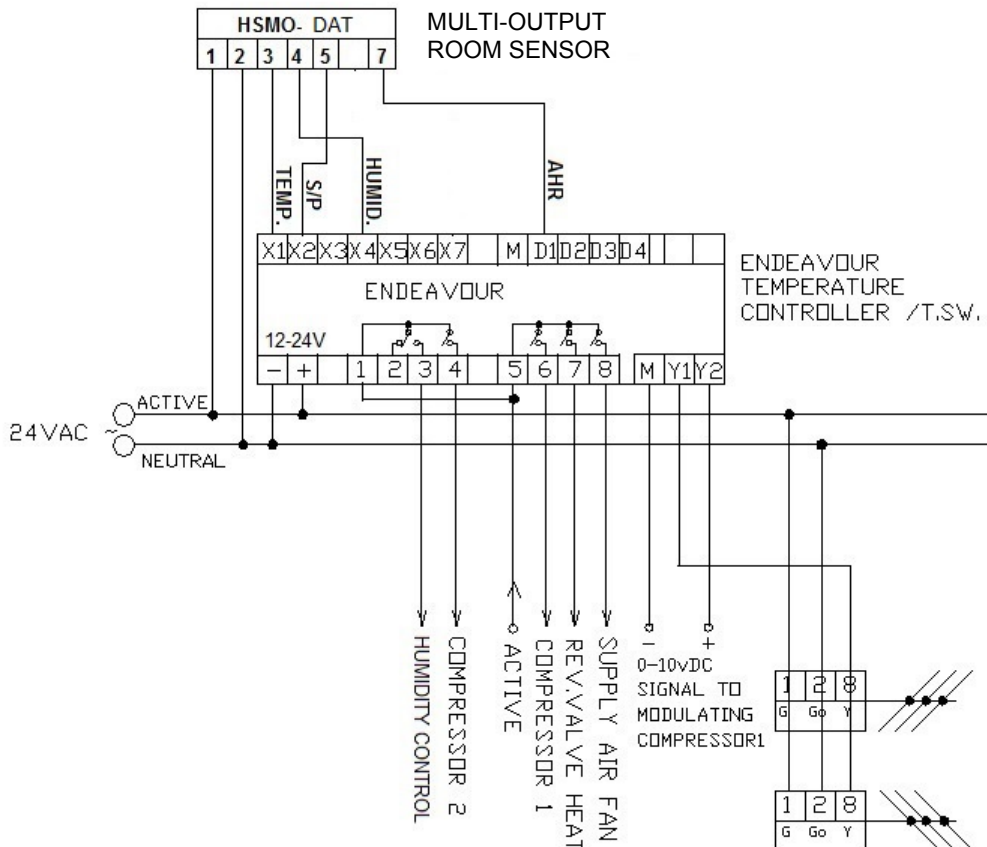 HSMO- DAT
1 2 3 4 5 7
MULTI-OUTPUT
ROOM SENSOR
TEMP.
S/P
HUMID.
AHR
X1 X2 X3 X4 X5 X6 X7 M D1 D2 D3 D4
ENDEAVOUR
12-24V
- + 1 2 3 4 5 6 7 8 M Y1 Y2
ENDEAVOUR
TEMPERATURE
CONTROLLER /T.SW.
24VAC ~
ACTIVE
NEUTRAL
HUMIDITY CONTROL
COMPRESSOR 2
ACTIVE
COMPRESSOR 1
REV.VALVE HEAT
SUPPLY AIR FAN
- +
0-10vDC
SIGNAL TO
MODULATING
COMPRESSOR1
1 2 8
G Go Y
1 2 8
G Go Y